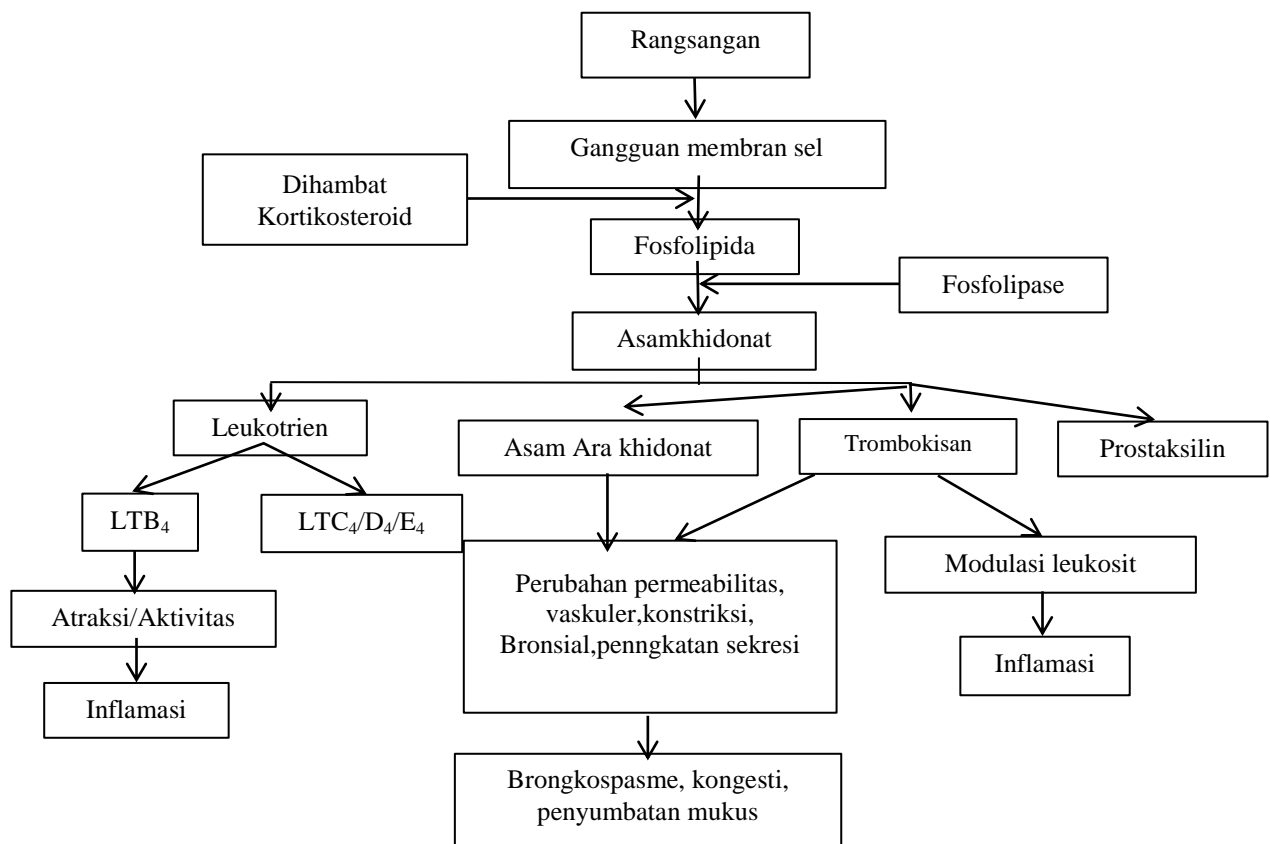 Rangsangan
Gangguan membran sel
Dihambat
Kortikosteroid
Fosfolipida
Fosfolipase
Asamkhidonat
Leukotrien
Asam Ara khidonat
Trombokisan
Prostaksilin
LTB₄
LTC₄/D₄/E₄
Perubahan permeabilitas,
vaskuler,konstriksi,
Bronsial,penngkatan sekresi
Modulasi leukosit
Atraksi/Aktivitas
Inflamasi
Inflamasi
Brongkospasme, kongesti,
penyumbatan mukus